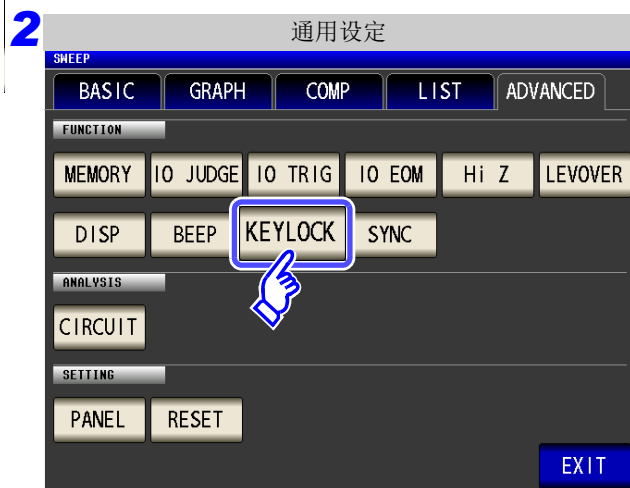 2
通用设定
SWEEP
BASIC GRAPH COMP LIST ADVANCED
FUNCTION
MEMORY IO JUDGE IO TRIG IO EOM Hi Z LEVOVER
DISP BEEP KEYLOCK SYNC
ANALYSIS
CIRCUIT
SETTING
PANEL RESET
EXIT